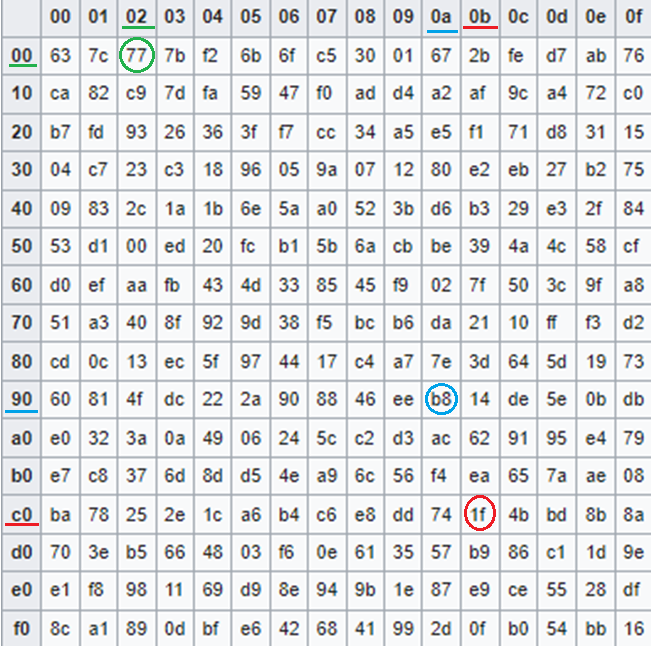 00 01 02 03 04 05 06 07 08 09 0a 0b 0c 0d 0e 0f
00 63 7c 77 7b f2 6b 6f c5 30 01 67 2b fe d7 ab 76
10 ca 82 c9 7d fa 59 47 f0 ad d4 a2 af 9c a4 72 c0
20 b7 fd 93 26 36 3f f7 cc 34 a5 e5 f1 71 d8 31 15
30 04 c7 23 c3 18 96 05 9a 07 12 80 e2 eb 27 b2 75
40 09 83 2c 1a 1b 6e 5a a0 52 3b d6 b3 29 e3 2f 84
50 53 d1 00 ed 20 fc b1 5b 6a cb be 39 4a 4c 58 cf
60 d0 ef aa fb 43 4d 33 85 45 f9 02 7f 50 3c 9f a8
70 51 a3 40 8f 92 9d 38 f5 bc b6 da 21 10 ff f3 d2
80 cd 0c 13 ec 5f 97 44 17 c4 a7 7e 3d 64 5d 19 73
90 60 81 4f dc 22 2a 90 88 46 ee b8 14 de 5e 0b db
a0 e0 32 3a 0a 49 06 24 5c c2 d3 ac 62 91 95 e4 79
b0 e7 c8 37 6d 8d d5 4e a9 6c 56 f4 ea 65 7a ae 08
c0 ba 78 25 2e 1c a6 b4 c6 e8 dd 74 1f 4b bd 8b 8a
d0 70 3e b5 66 48 03 f6 0e 61 35 57 b9 86 c1 1d 9e
e0 e1 f8 98 11 69 d9 8e 94 9b 1e 87 e9 ce 55 28 df
f0 8c a1 89 0d bf e6 42 68 41 99 2d 0f b0 54 bb 16